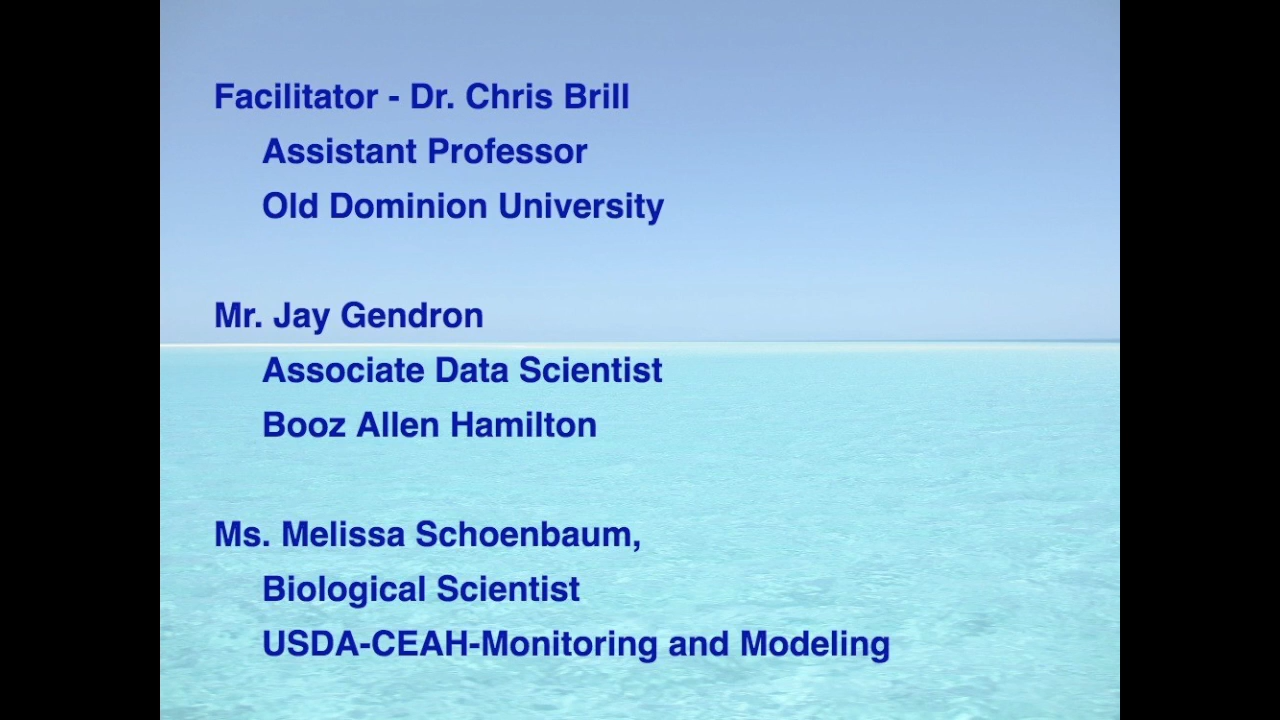 Facilitator - Dr. Chris Brill
Assistant Professor
Old Dominion University
Mr. Jay Gendron
Associate Data Scientist
Booz Allen Hamilton
Ms. Melissa Schoenbaum,
Biological Scientist
USDA-CEAH-Monitoring and Modeling